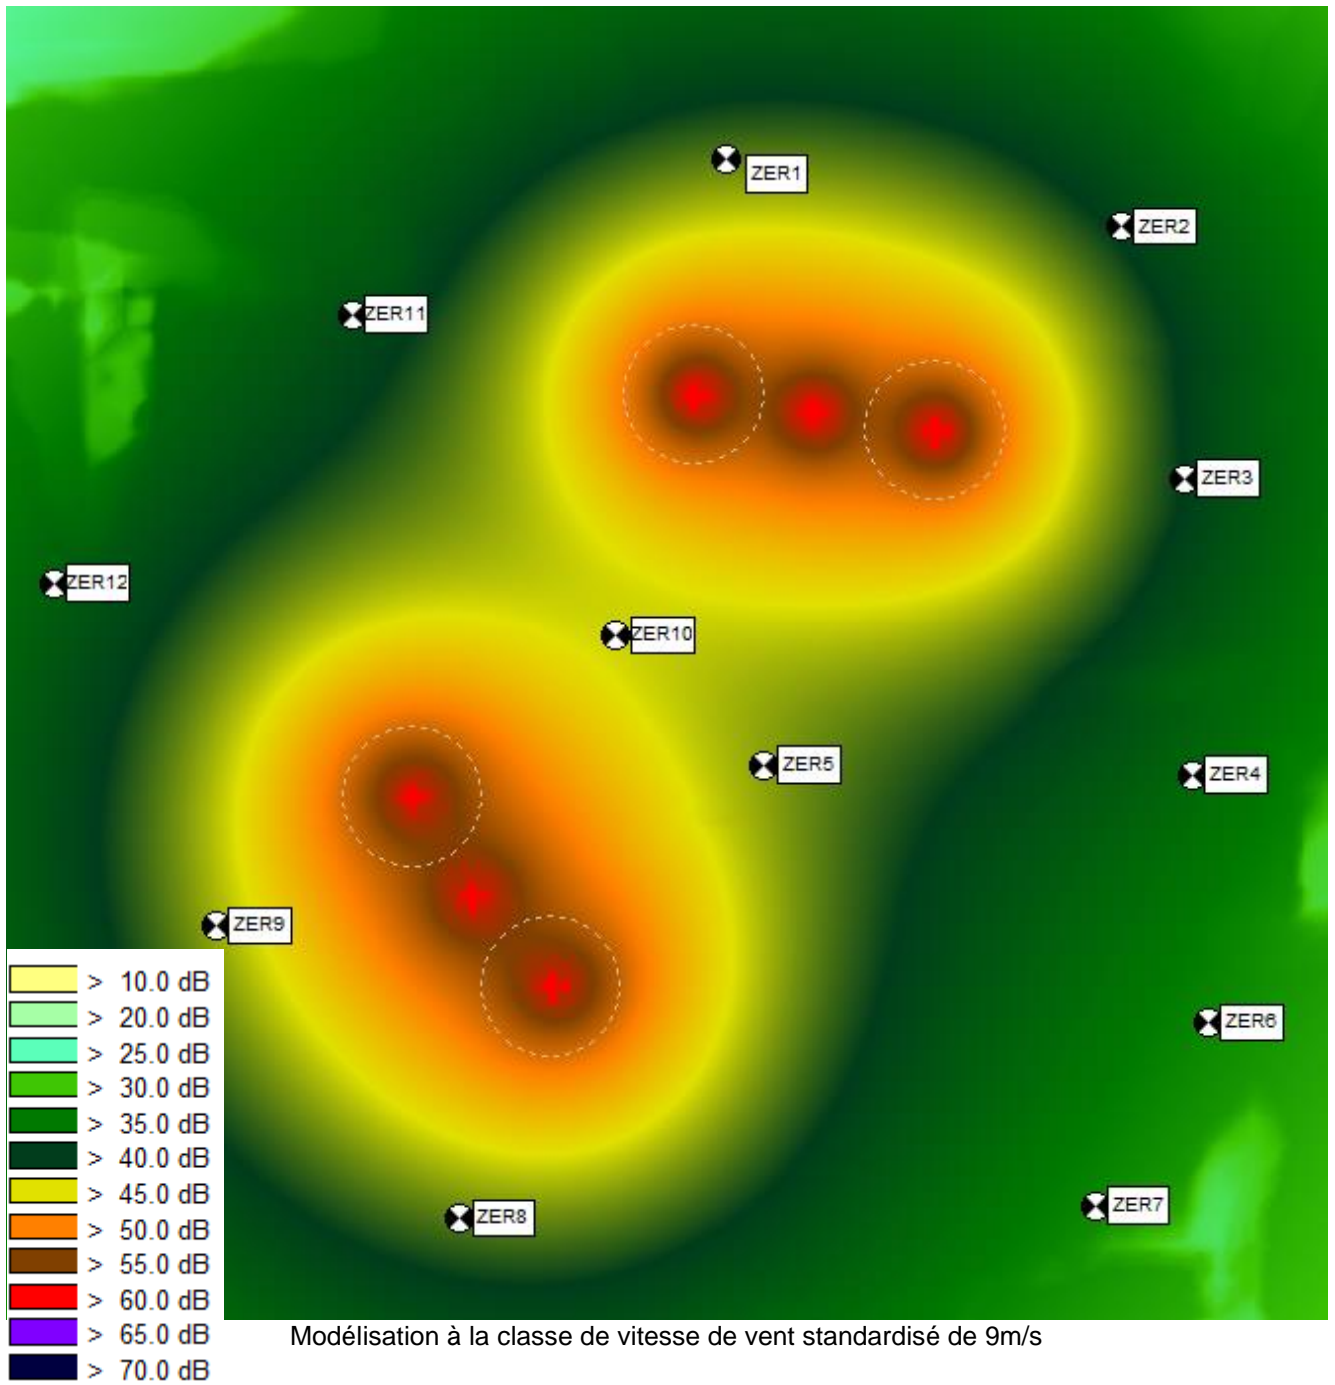 ZER1
ZER2
ZER11
ZER3
ZER12
ZER10
ZER5
ZER4
ZER9
ZER6
ZER7
ZER8
> 10.0 dB
> 20.0 dB
> 25.0 dB
> 30.0 dB
> 35.0 dB
> 40.0 dB
> 45.0 dB
> 50.0 dB
> 55.0 dB
> 60.0 dB
> 65.0 dB
> 70.0 dB
Modélisation à la classe de vitesse de vent standardisé de 9m/s